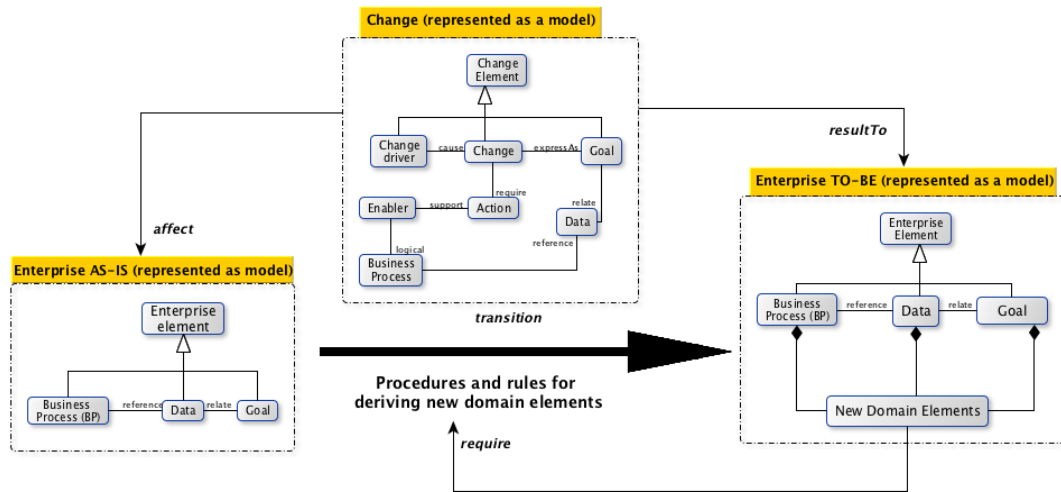 Change (represented as a model)
Change
Element
Change
driver
cause
Change
expressAs
Goal
require
relate
Enabler
support
Action
Data
reference
logical
Business
Process
affect
resultTo
Enterprise AS-IS (represented as model)
Enterprise
element
Business
Process (BP)
reference
Data
relate
Goal
transition
Procedures and rules for
deriving new domain elements
require
Enterprise TO-BE (represented as a model)
Enterprise
Element
Business
Process (BP)
reference
Data
relate
Goal
New Domain Elements